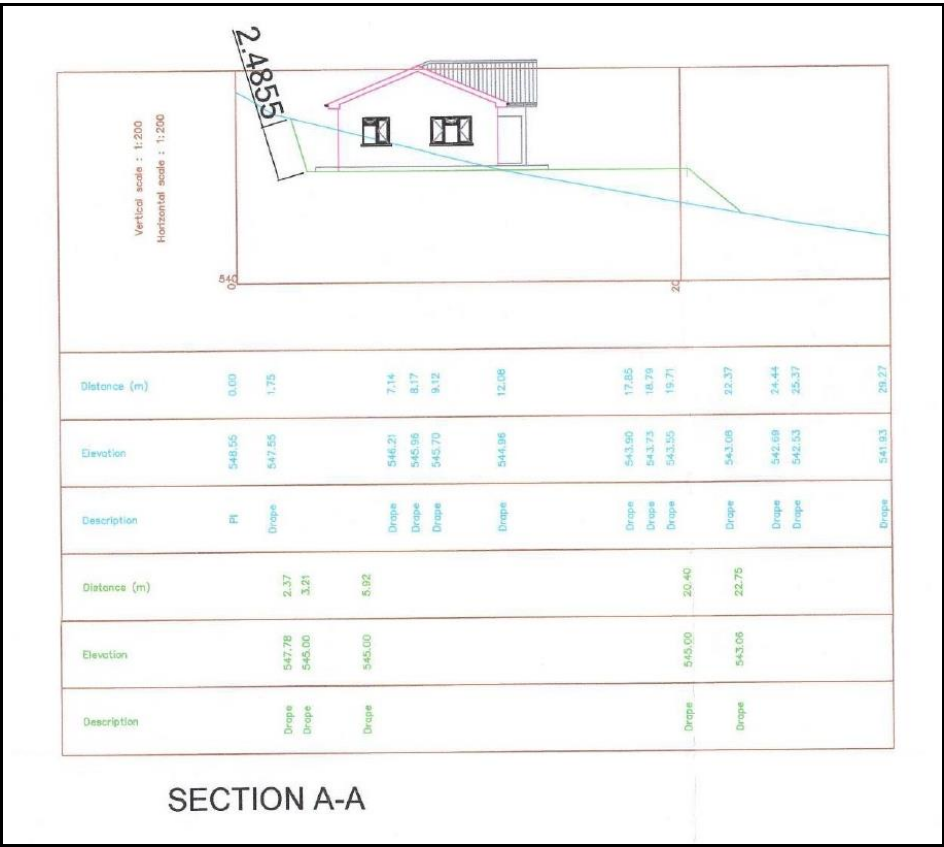 2.4855
Vertical scale : 1:200
Horizontal scale : 1:200
540
0
20
Distance (m) 0.00 1.75 7.14 8.17 9.12 12.08 17.85 18.79 19.71 22.37 24.44 25.37 29.27
Elevation 548.55 547.55 546.21 545.95 545.70 544.96 543.90 543.73 543.55 543.08 542.69 542.53 541.93
Description PI Drape Drape Drape Drape Drape Drape Drape Drape Drape Drape Drape Drape
Distance (m) 2.37 3.21 5.92 20.40 22.75
Elevation 547.78 545.00 545.00 545.00 543.06
Description Drape Drape Drape Drape Drape
SECTION A-A